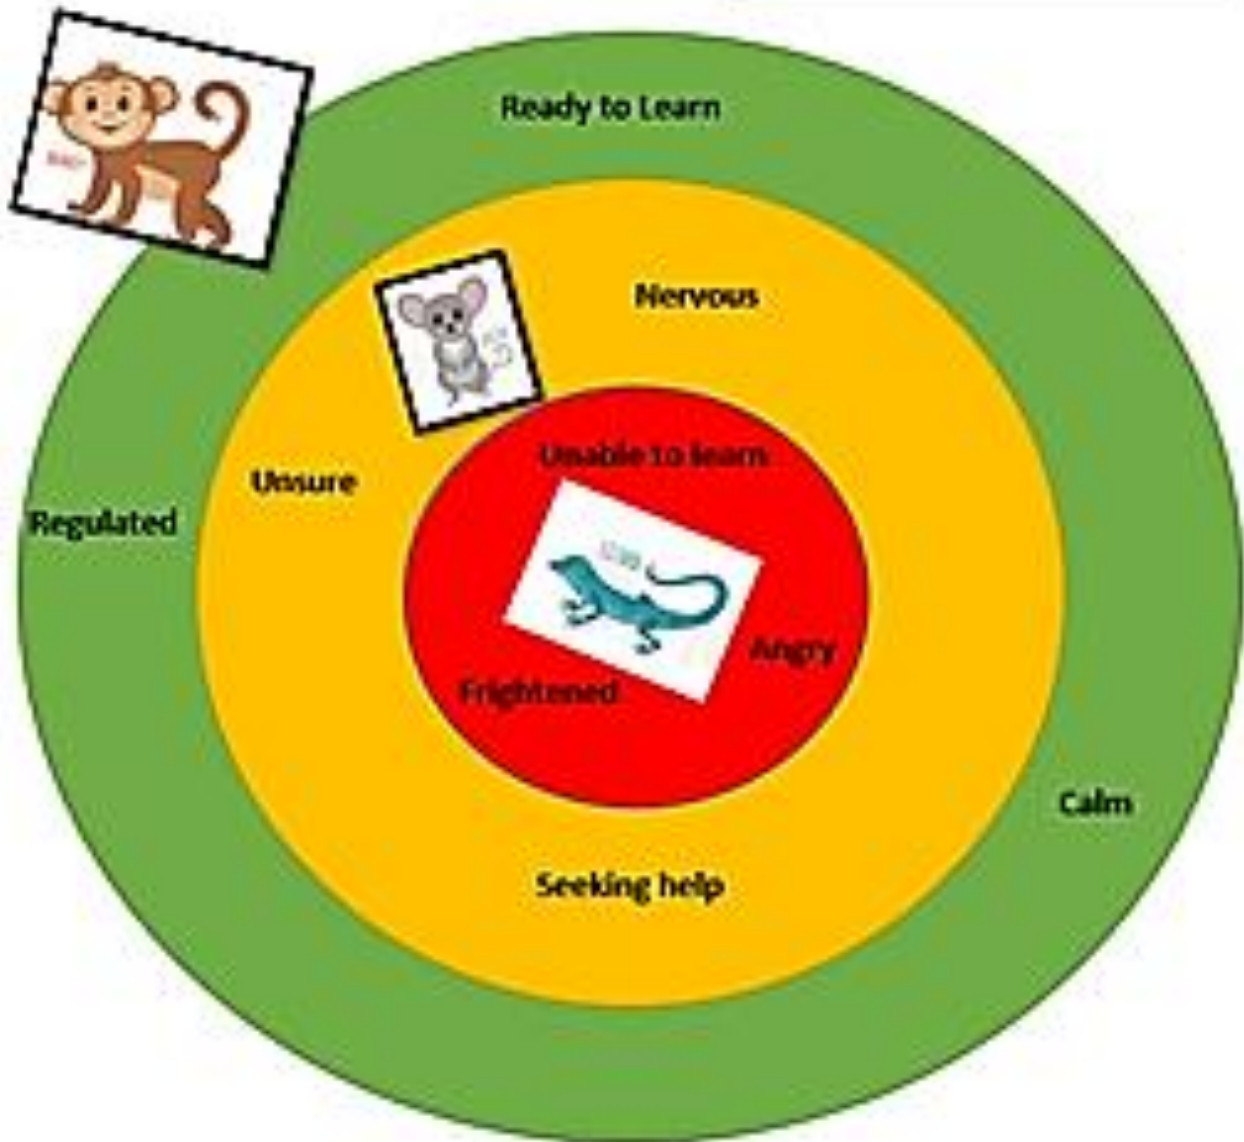 Ready to Learn
Nervous
Unable to learn
Unsure
Regulated
Angry
Frightened
Calm
Seeking help